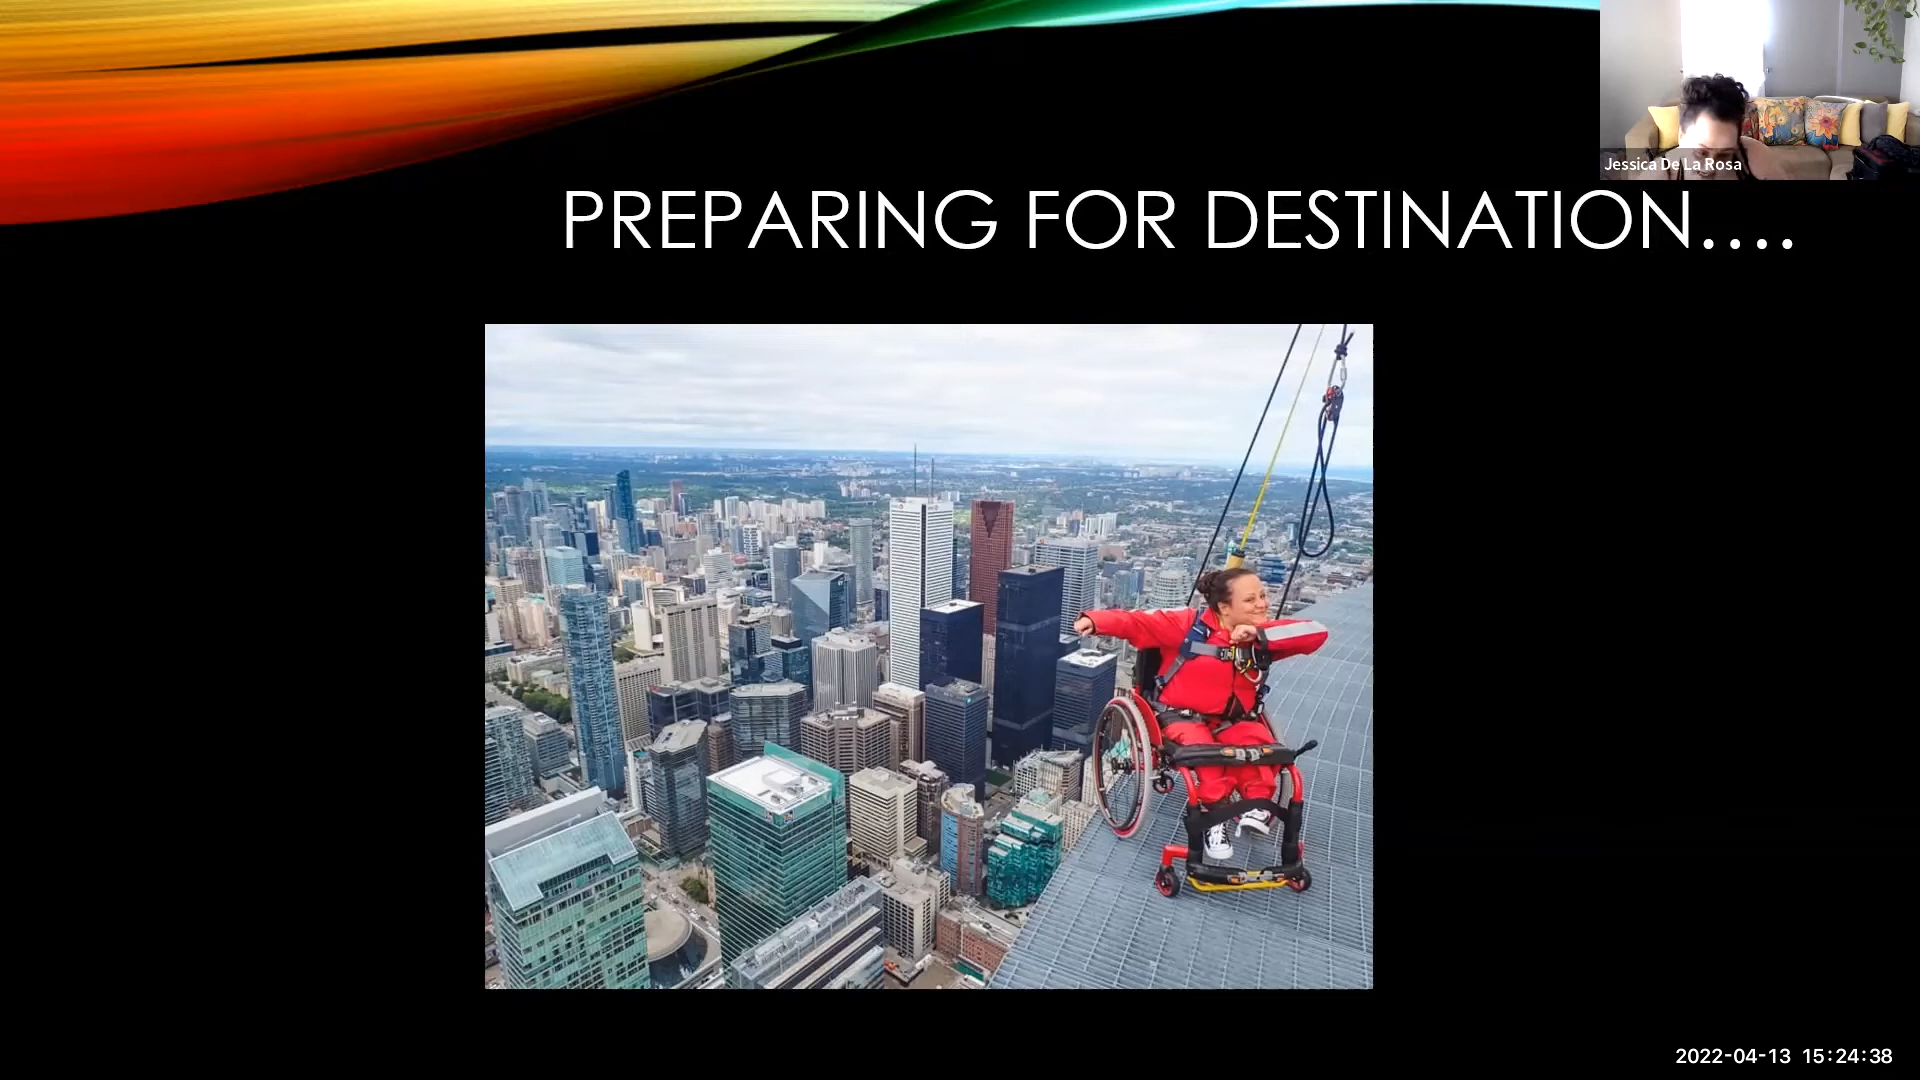 Jessica De La Rosa
PREPARING FOR DESTINATION....
2022-04-13 15:24:38